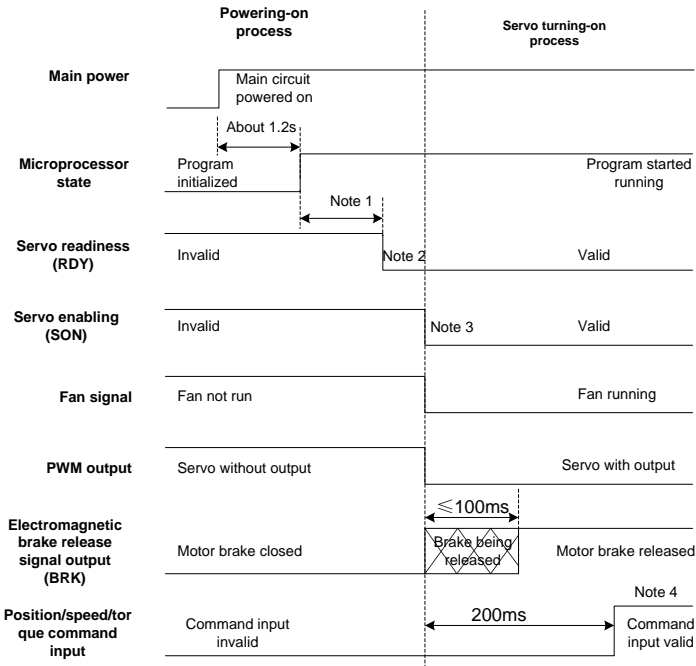 Powering-on
process
Servo turning-on
process
Main power
Main circuit
powered on
About 1.2s
Microprocessor
state
Program
initialized
Program started
running
Note 1
Servo readiness
(RDY)
Invalid
Note 2
Valid
Servo enabling
(SON)
Invalid
Note 3
Valid
Fan signal
Fan not run
Fan running
PWM output
Servo without output
Servo with output
≤100ms
Electromagnetic
brake release
signal output
(BRK)
Motor brake closed
Brake being
released
Motor brake released
Note 4
Position/speed/tor
que command
input
Command input
invalid
200ms
Command
input valid